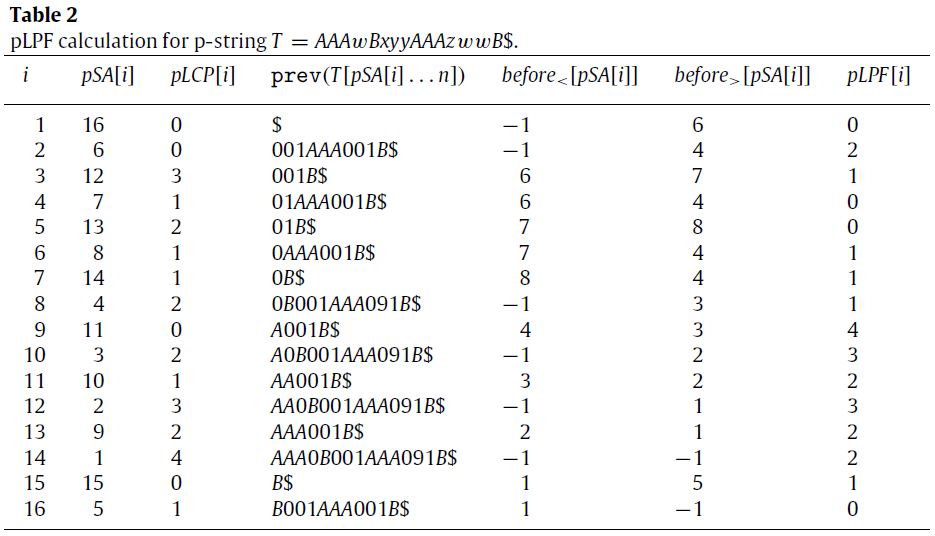 Table 2
pLPF calculation for p-string T = AAAwBxyyAAAzwwB$.
i pSA[i] pLCP[i] prev(T[pSA[i]...n]) before<[pSA[i]] before>[pSA[i]] pLPF[i]
1 16 0 $ −1 6 0
2 6 0 001AAA001B$ −1 4 2
3 12 3 001B$ 6 7 1
4 7 1 01AAA001B$ 6 4 0
5 13 2 01B$ 7 8 0
6 8 1 0AAA001B$ 7 4 1
7 14 1 0B$ 8 4 1
8 4 2 0B001AAA091B$ −1 3 1
9 11 0 A001B$ 4 3 4
10 3 2 A0B001AAA091B$ −1 2 3
11 10 1 AA001B$ 3 2 2
12 2 3 AA0B001AAA091B$ −1 1 3
13 9 2 AAA001B$ 2 1 2
14 1 4 AAA0B001AAA091B$ −1 −1 2
15 15 0 B$ 1 5 1
16 5 1 B001AAA001B$ 1 −1 0